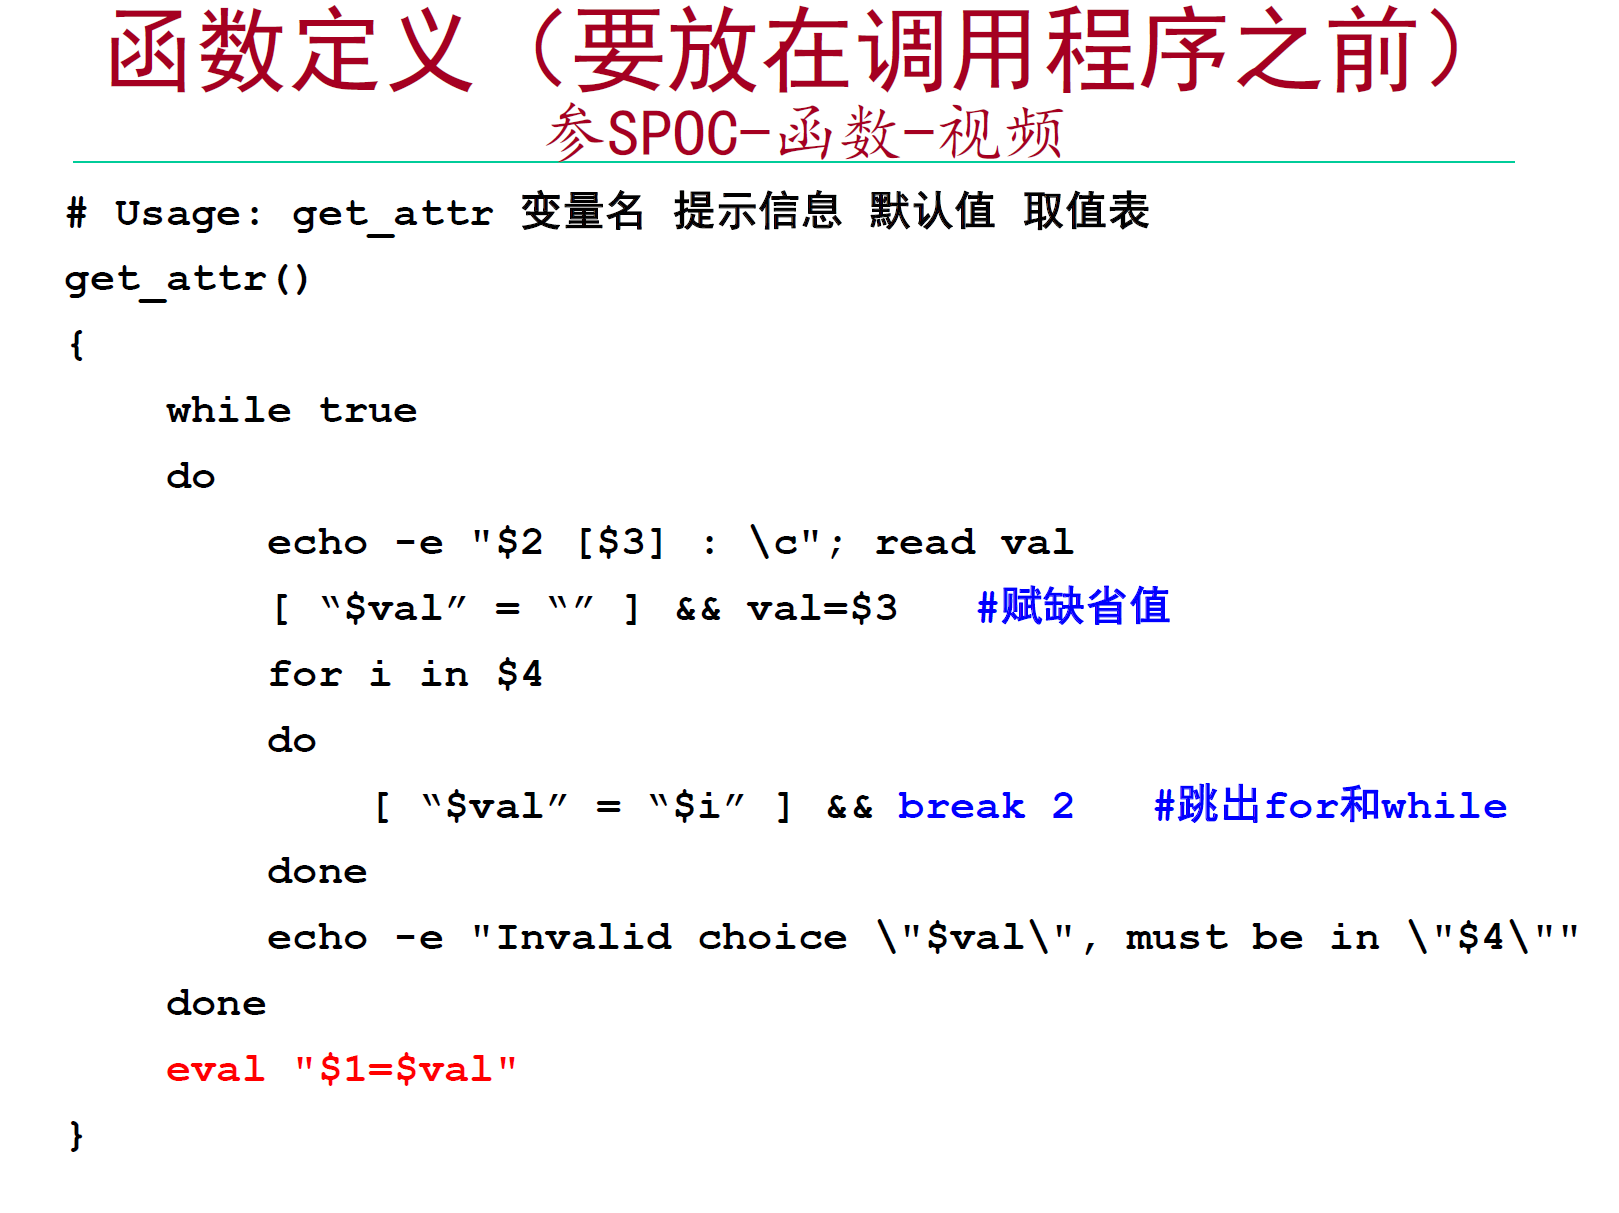 函数定义（要放在调用程序之前）
参SPOC-函数-视频
# Usage: get_attr 变量名 提示信息 默认值 取值表
get_attr()
{
while true
do
echo -e "$2 [$3] : \c"; read val
[ “$val” = “” ] && val=$3 #赋缺省值
for i in $4
do
[ “$val” = “$i” ] && break 2 #跳出for和while
done
echo -e "Invalid choice \"$val\", must be in \"$4\""
done
eval "$1=$val"
}